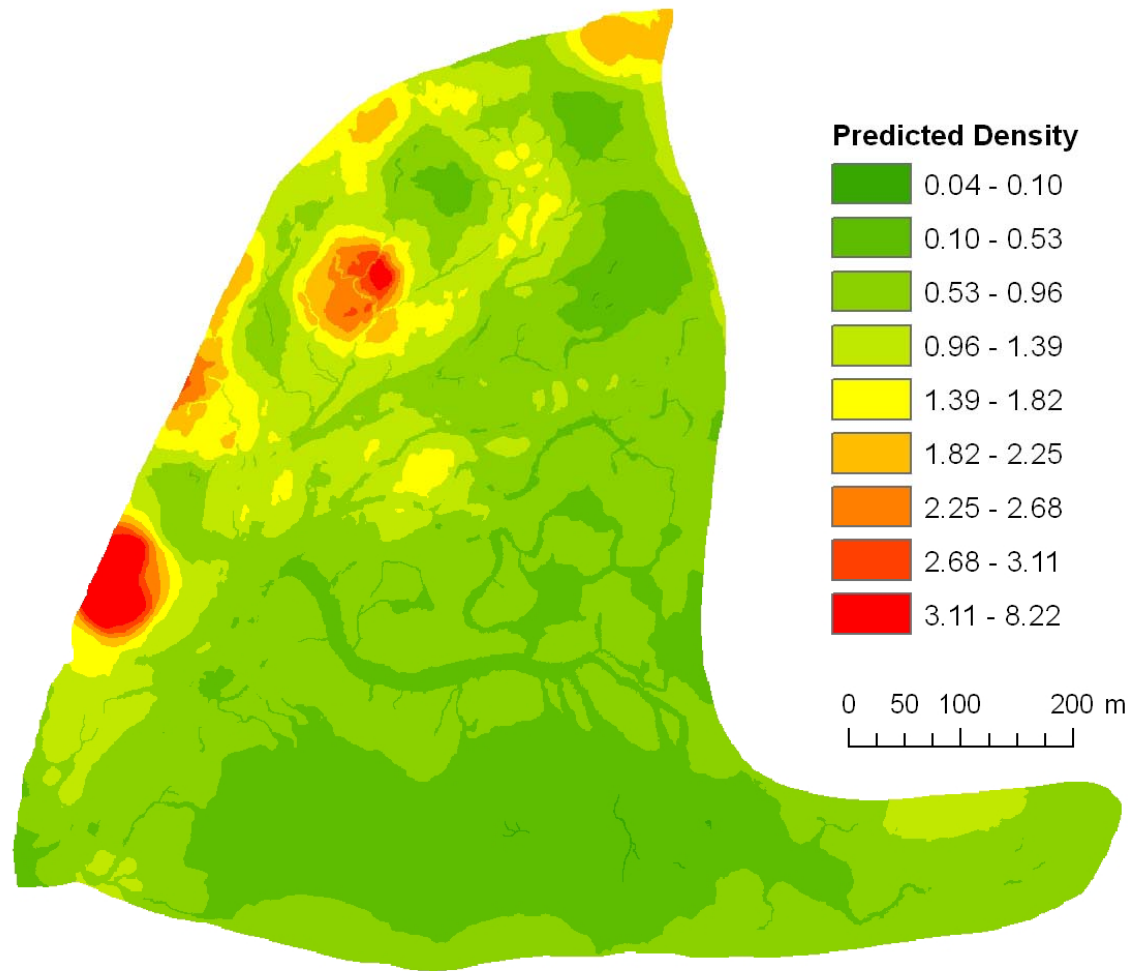 Predicted Density
0.04 - 0.10
0.10 - 0.53
0.53 - 0.96
0.96 - 1.39
1.39 - 1.82
1.82 - 2.25
2.25 - 2.68
2.68 - 3.11
3.11 - 8.22
0 50 100 200 m